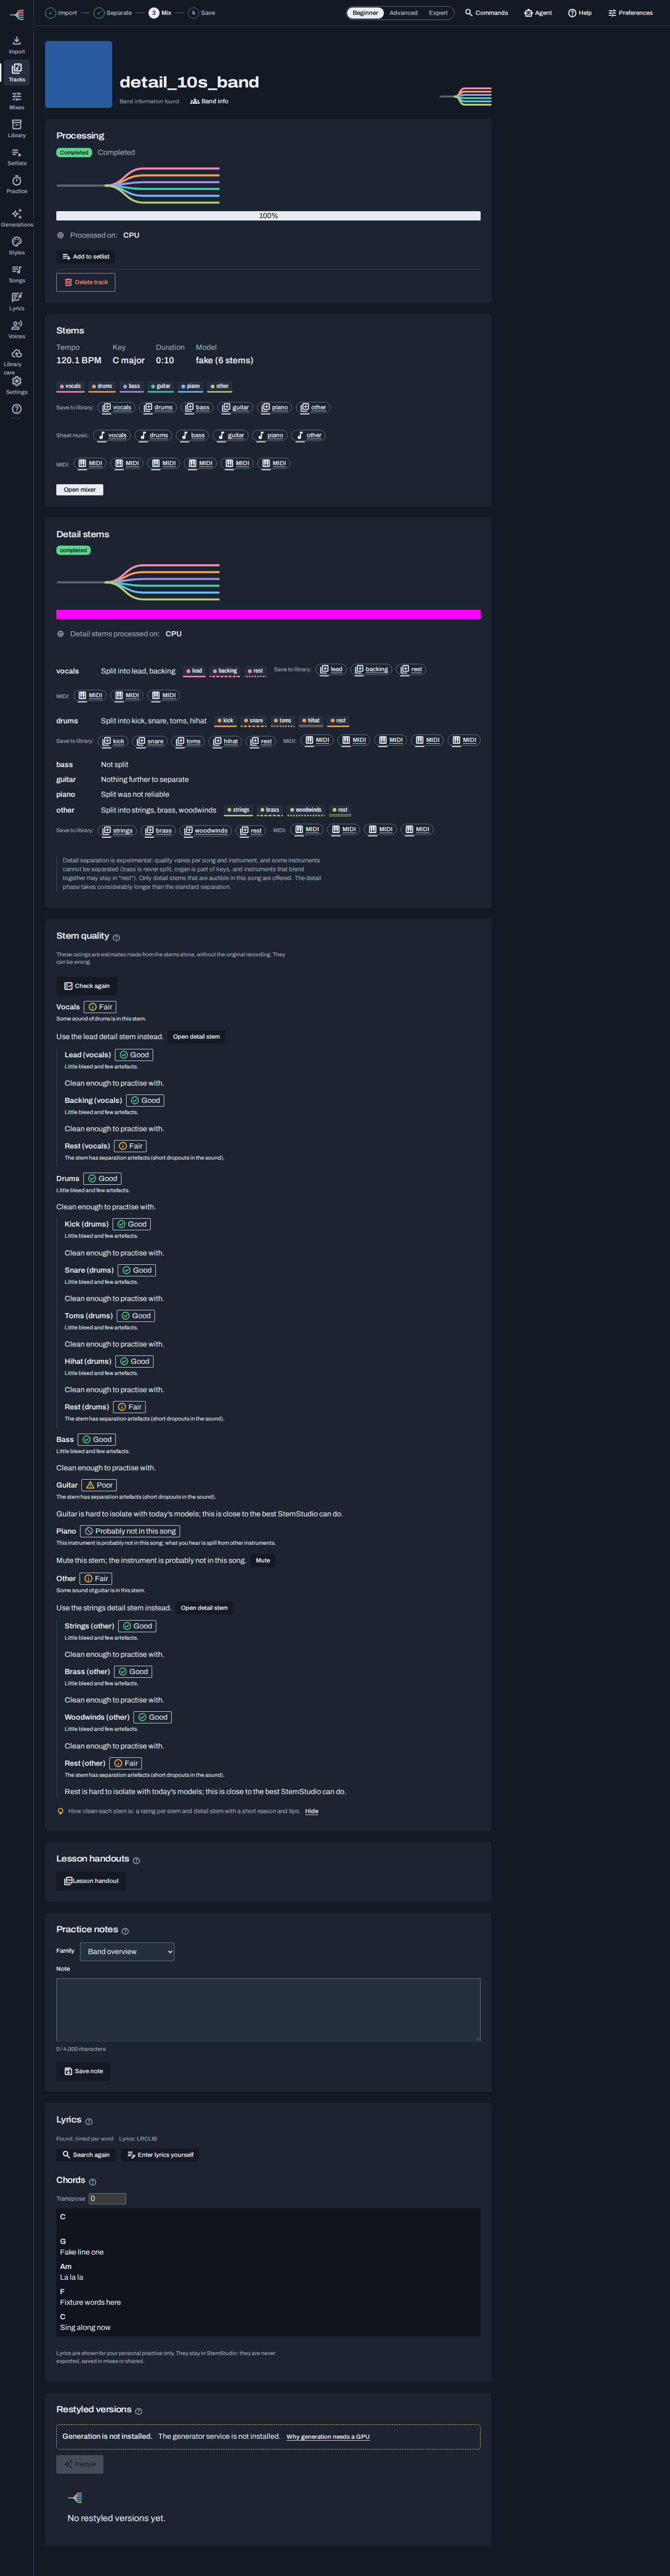 Import
Separate
3 Mix
4 Save
Beginner
Advanced
Expert
Commands
Agent
Help
Preferences
Import
Tracks
Mixes
Library
Setlists
Practice
Generations
Styles
Songs
Lyrics
Voices
Library care
Settings
detail_10s_band
Band information found
Band info
Processing
Completed Completed
100%
Processed on: CPU
Add to setlist
Delete track
Stems
Tempo Key Duration Model
120.1 BPM C major 0:10 fake (6 stems)
vocals drums bass guitar piano other
Save to library: vocals drums bass guitar piano other
Sheet music: vocals drums bass guitar piano other
MIDI: MIDI MIDI MIDI MIDI MIDI MIDI
Open mixer
Detail stems
completed
Detail stems processed on: CPU
vocals Split into lead, backing lead backing rest Save to library: lead backing rest
MIDI: MIDI MIDI MIDI
drums Split into kick, snare, toms, hihat kick snare toms hihat rest
Save to library: kick snare toms hihat rest MIDI: MIDI MIDI MIDI MIDI MIDI
bass Not split
guitar Nothing further to separate
piano Split was not reliable
other Split into strings, brass, woodwinds strings brass woodwinds rest
Save to library: strings brass woodwinds rest MIDI: MIDI MIDI MIDI MIDI
Detail separation is experimental: quality varies per song and instrument, and some instruments
cannot be separated (bass is never split, organ is part of keys, and instruments that blend
together may stay in "rest"). Only detail stems that are audible in this song are offered. The detail
phase takes considerably longer than the standard separation.
Stem quality
These ratings are estimates made from the stems alone, without the original recording. They
can be wrong.
Check again
Vocals Fair
Some sound of drums is in this stem.
Use the lead detail stem instead. Open detail stem
Lead (vocals) Good
Little bleed and few artefacts.
Clean enough to practise with.
Backing (vocals) Good
Little bleed and few artefacts.
Clean enough to practise with.
Rest (vocals) Fair
The stem has separation artefacts (short dropouts in the sound).
Drums Good
Little bleed and few artefacts.
Clean enough to practise with.
Kick (drums) Good
Little bleed and few artefacts.
Clean enough to practise with.
Snare (drums) Good
Little bleed and few artefacts.
Clean enough to practise with.
Toms (drums) Good
Little bleed and few artefacts.
Clean enough to practise with.
Hihat (drums) Good
Little bleed and few artefacts.
Clean enough to practise with.
Rest (drums) Fair
The stem has separation artefacts (short dropouts in the sound).
Bass Good
Little bleed and few artefacts.
Clean enough to practise with.
Guitar Poor
The stem has separation artefacts (short dropouts in the sound).
Guitar is hard to isolate with today's models; this is close to the best StemStudio can do.
Piano Probably not in this song
This instrument is probably not in this song; what you hear is spill from other instruments.
Mute this stem; the instrument is probably not in this song. Mute
Other Fair
Some sound of guitar is in this stem.
Use the strings detail stem instead. Open detail stem
Strings (other) Good
Little bleed and few artefacts.
Clean enough to practise with.
Brass (other) Good
Little bleed and few artefacts.
Clean enough to practise with.
Woodwinds (other) Good
Little bleed and few artefacts.
Clean enough to practise with.
Rest (other) Fair
The stem has separation artefacts (short dropouts in the sound).
Rest is hard to isolate with today's models; this is close to the best StemStudio can do.
How clean each stem is: a rating per stem and detail stem with a short reason and tips. Hide
Lesson handouts
Lesson handout
Practice notes
Family Band overview
Note
0 / 4,000 characters
Save note
Lyrics
Found, timed per word Lyrics: LRCLIB
Search again Enter lyrics yourself
Chords
Transpose 0
C
G
Fake line one
Am
La la la
F
Fixture words here
C
Sing along now
Lyrics are shown for your personal practice only. They stay in StemStudio: they are never
exported, saved in mixes or shared.
Restyled versions
Generation is not installed. The generator service is not installed. Why generation needs a GPU
Restyle
No restyled versions yet.